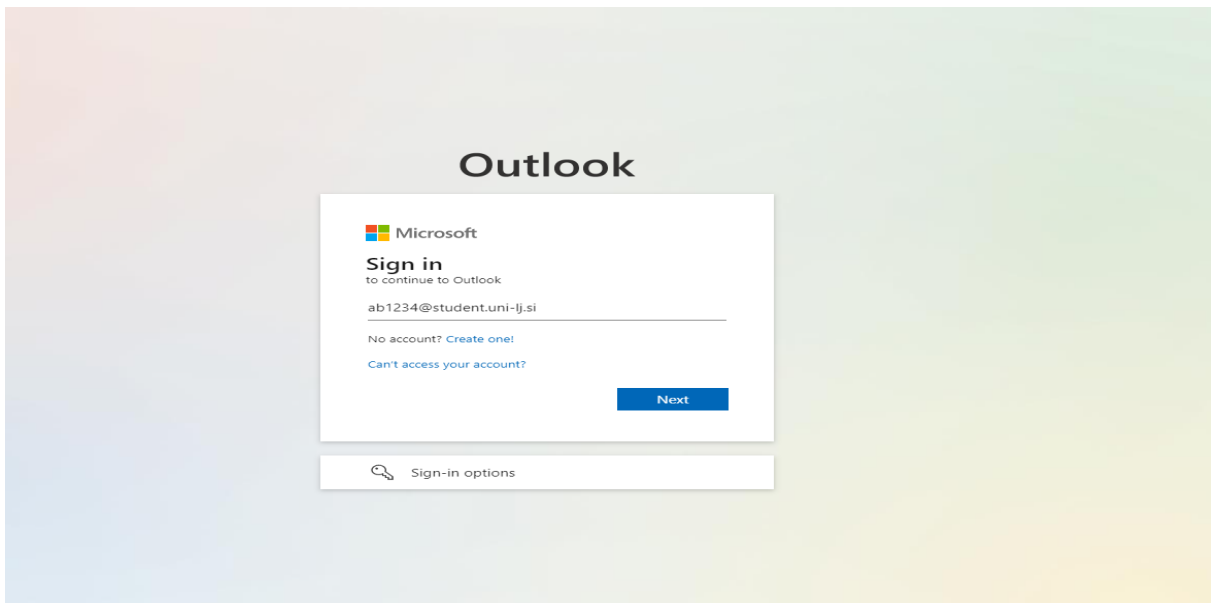 Outlook
Microsoft
Sign in
to continue to Outlook
ab1234@student.uni-lj.si
No account? Create one!
Can't access your account?
Next
Sign-in options